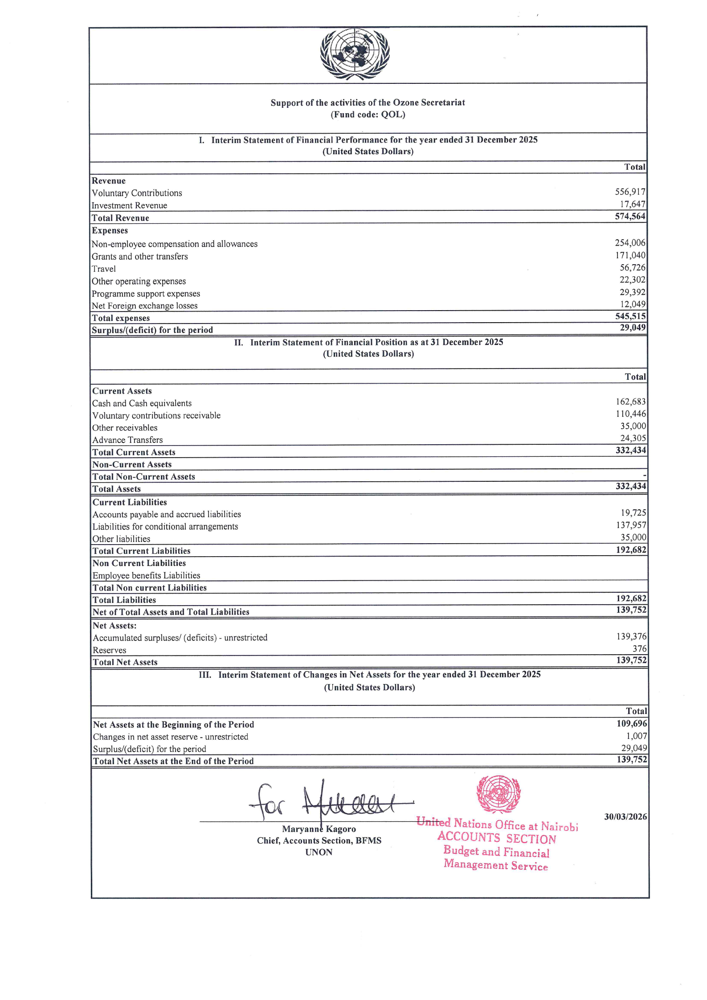 Support of the activities of the Ozone Secretariat
(Fund code: QOL)
I. Interim Statement of Financial Performance for the year ended 31 December 2025
(United States Dollars)
Total
Revenue
Voluntary Contributions 556,917
Investment Revenue 17,647
Total Revenue 574,564
Expenses
Non-employee compensation and allowances 254,006
Grants and other transfers 171,040
Travel 56,726
Other operating expenses 22,302
Programme support expenses 29,392
Net Foreign exchange losses 12,049
Total expenses 545,515
Surplus/(deficit) for the period 29,049
II. Interim Statement of Financial Position as at 31 December 2025
(United States Dollars)
Total
Current Assets
Cash and Cash equivalents 162,683
Voluntary contributions receivable 110,446
Other receivables 35,000
Advance Transfers 24,305
Total Current Assets 332,434
Non-Current Assets
Total Non-Current Assets -
Total Assets 332,434
Current Liabilities
Accounts payable and accrued liabilities 19,725
Liabilities for conditional arrangements 137,957
Other liabilities 35,000
Total Current Liabilities 192,682
Non Current Liabilities
Employee benefits Liabilities
Total Non current Liabilities
Total Liabilities 192,682
Net of Total Assets and Total Liabilities 139,752
Net Assets:
Accumulated surpluses/ (deficits) - unrestricted 139,376
Reserves 376
Total Net Assets 139,752
III. Interim Statement of Changes in Net Assets for the year ended 31 December 2025
(United States Dollars)
Total
Net Assets at the Beginning of the Period 109,696
Changes in net asset reserve - unrestricted 1,007
Surplus/(deficit) for the period 29,049
Total Net Assets at the End of the Period 139,752
for
Maryanne Kagoro
Chief, Accounts Section, BFMS
UNON
United Nations Office at Nairobi
ACCOUNTS SECTION
Budget and Financial
Management Service
30/03/2026